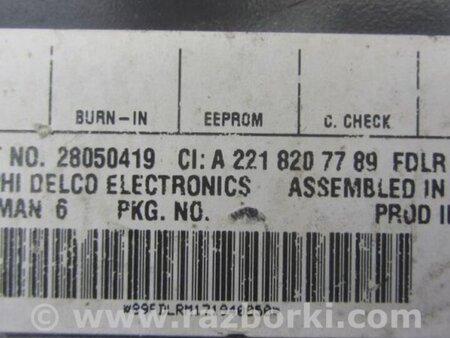 BURN-IN EEPROM C. CHECK
T NO. 28050419 CI: A 221 820 77 89 FDLR
HI DELCO ELECTRONICS ASSEMBLED IN
MAN 6 PKG. NO. PROD I
www.razborki.com